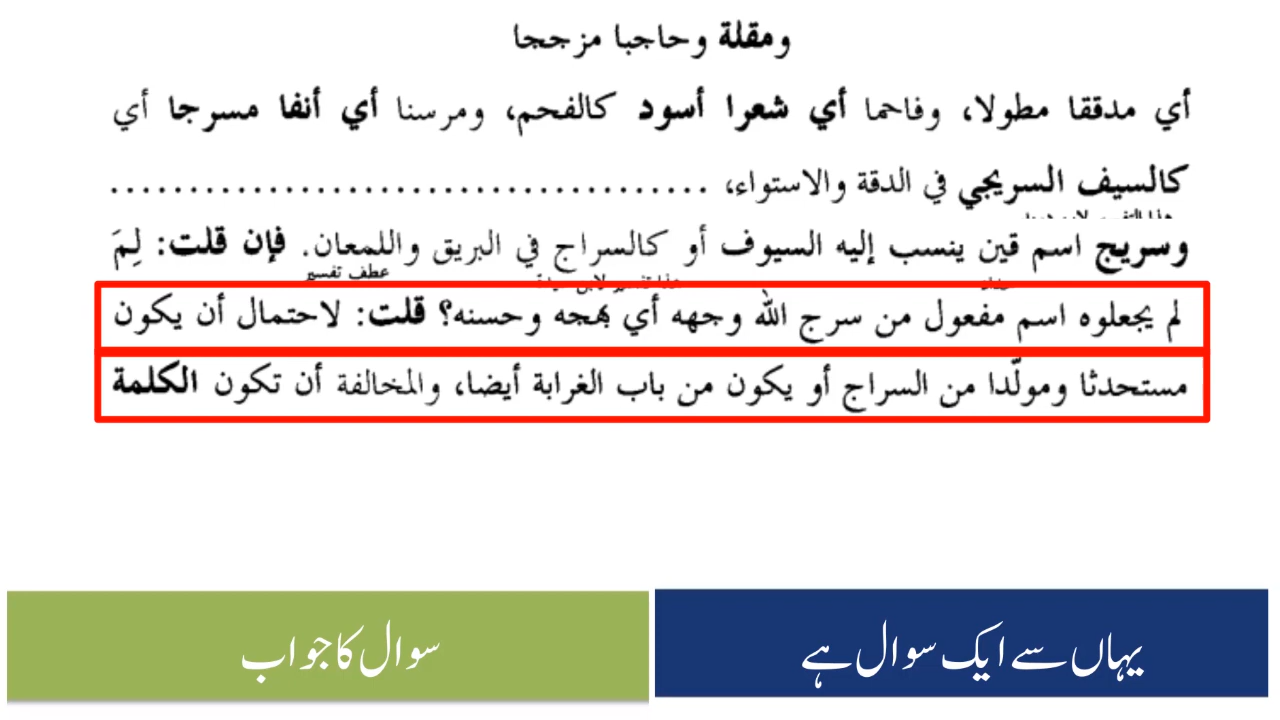 ومقلة وحاجبا مزججا
أي مدققا مطولا، وفاحما أي شعرا أسود كالفحم، ومرسنا أي أنفا مسرجا أي
كالسيف السريجي في الدقة والاستواء، .......................................
وسريج اسم قين ينسب إليه السيوف أو كالسراج في البريق واللمعان. فإن قلت: لِمَ
عطف تفسير
لم يجعلوه اسم مفعول من سرج الله وجهه أي بهجه وحسنه؟ قلت: لاحتمال أن يكون
مستحدثا ومولّدا من السراج أو يكون من باب الغرابة أيضا، والمخالفة أن تكون الكلمة
یہاں سے ایک سوال ہے
سوال کا جواب